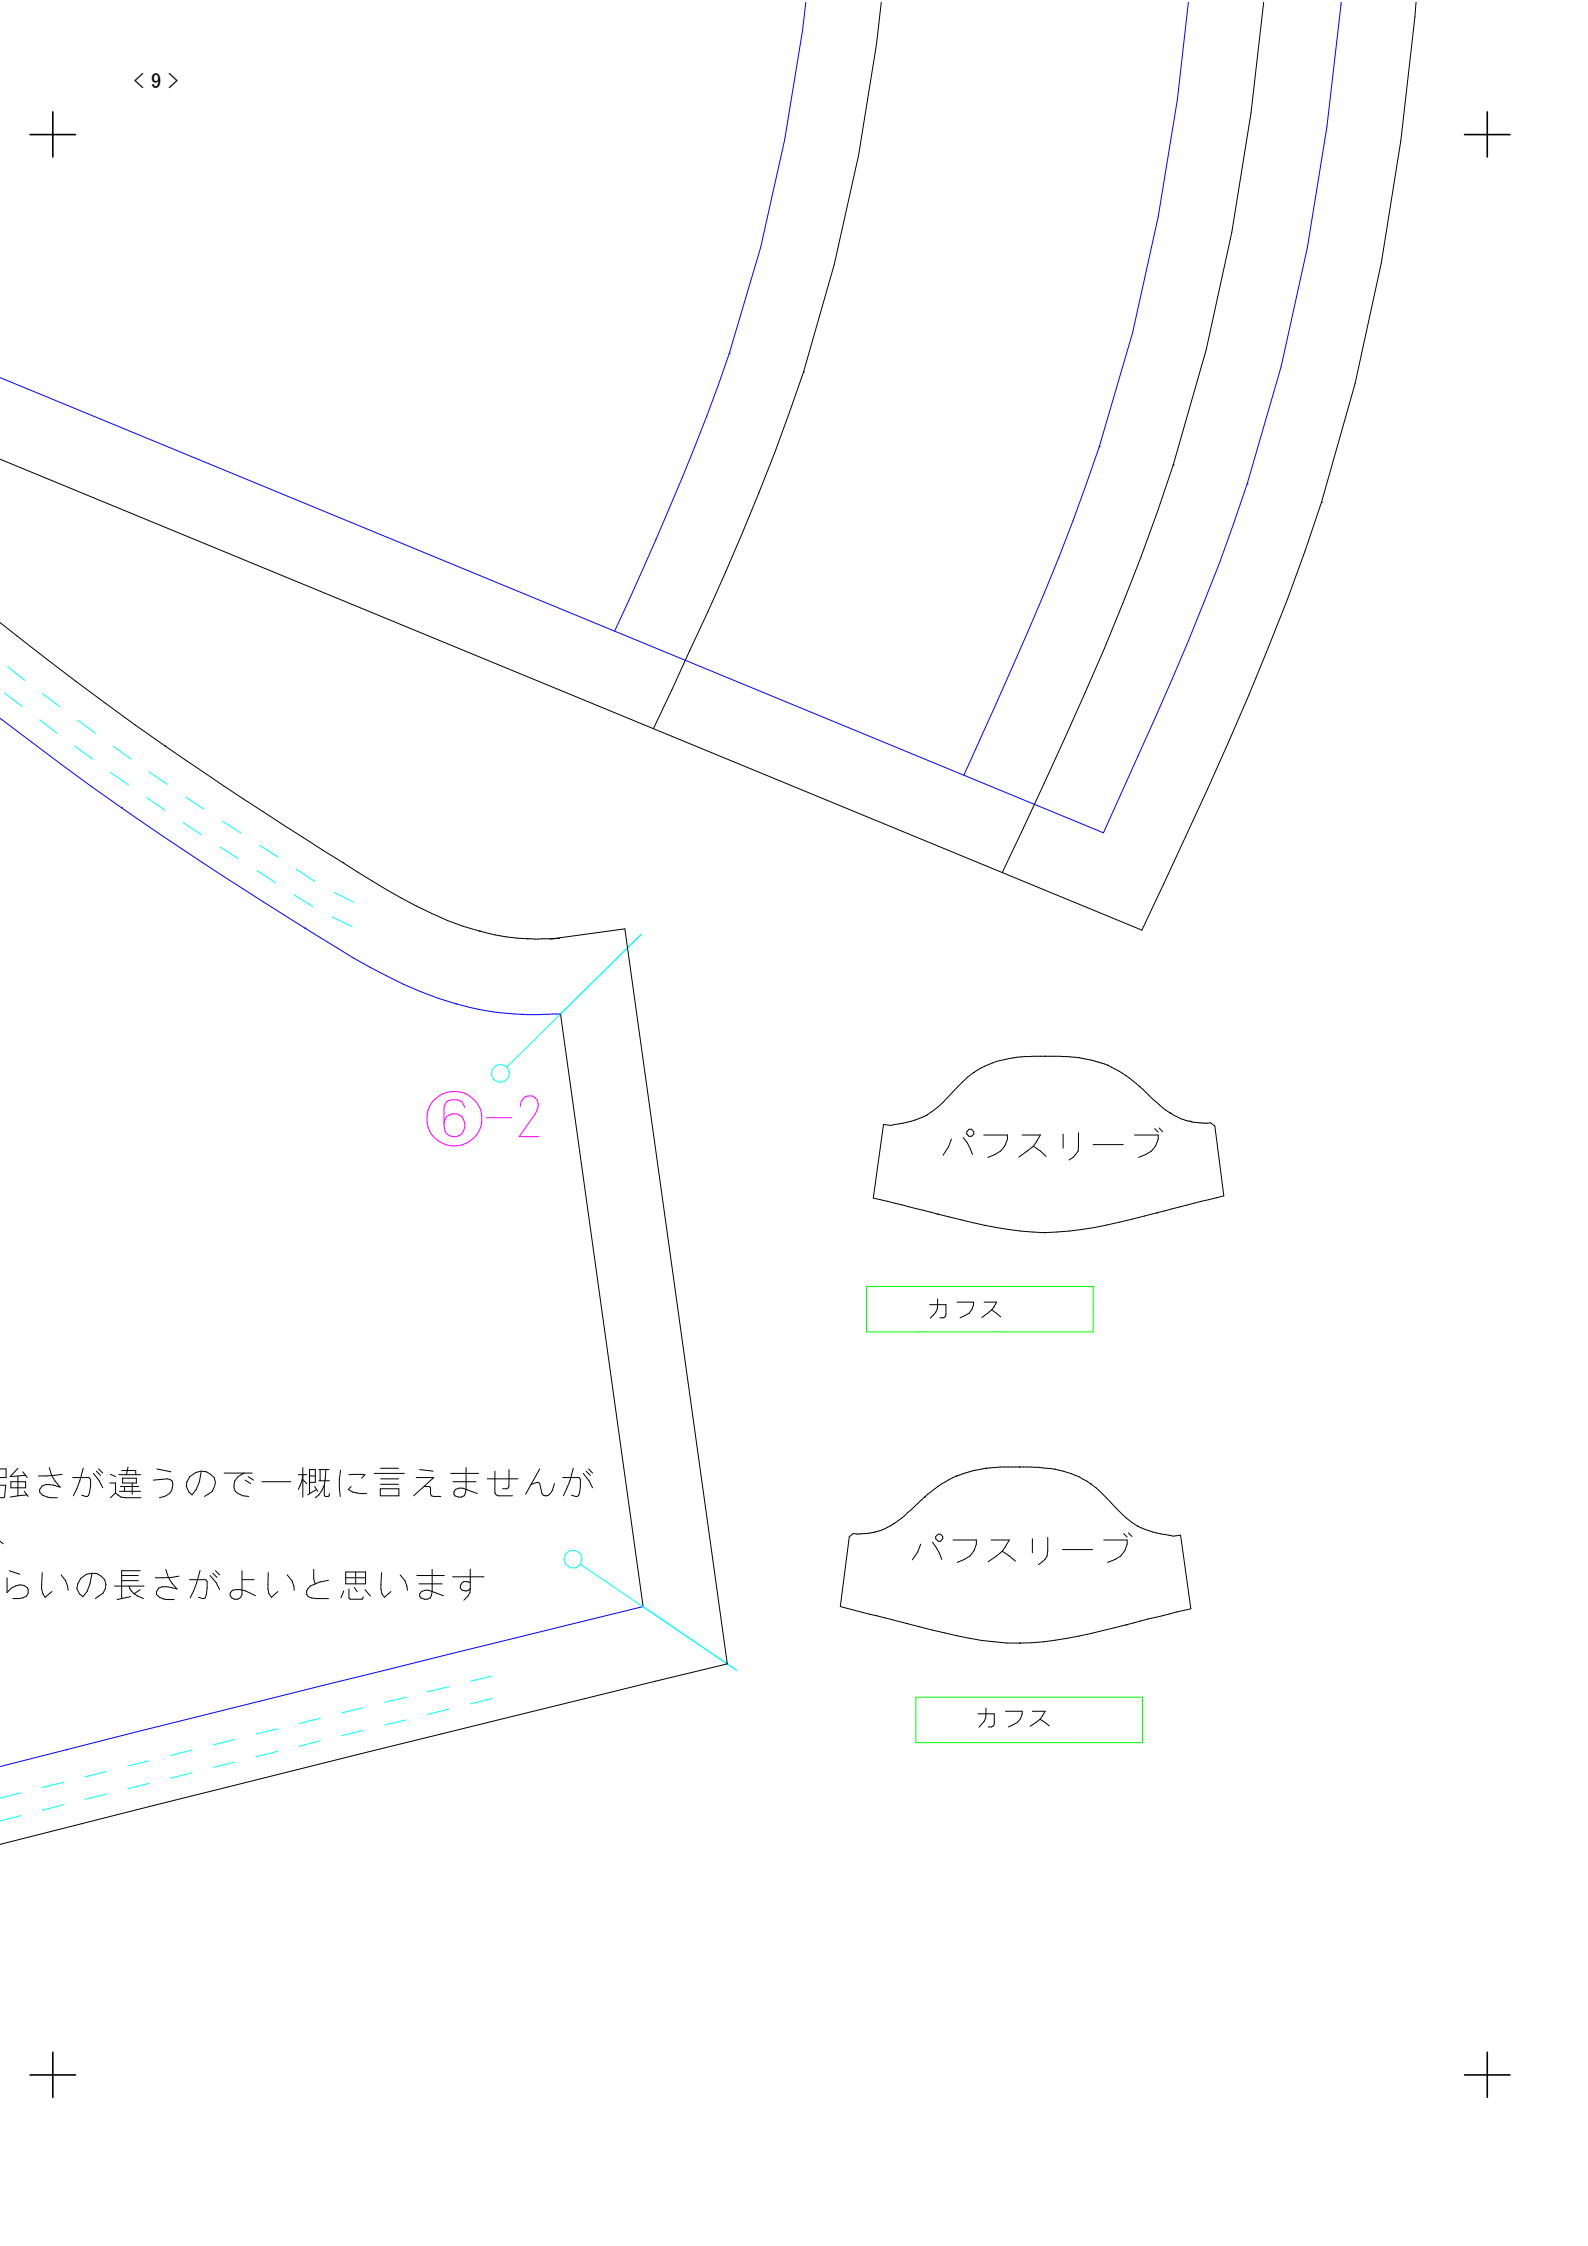 <9>
⑥-2
パフスリーブ
カフス
強さが違うので一概に言えませんが
らいの長さがよいと思います
パフスリーブ
カフス